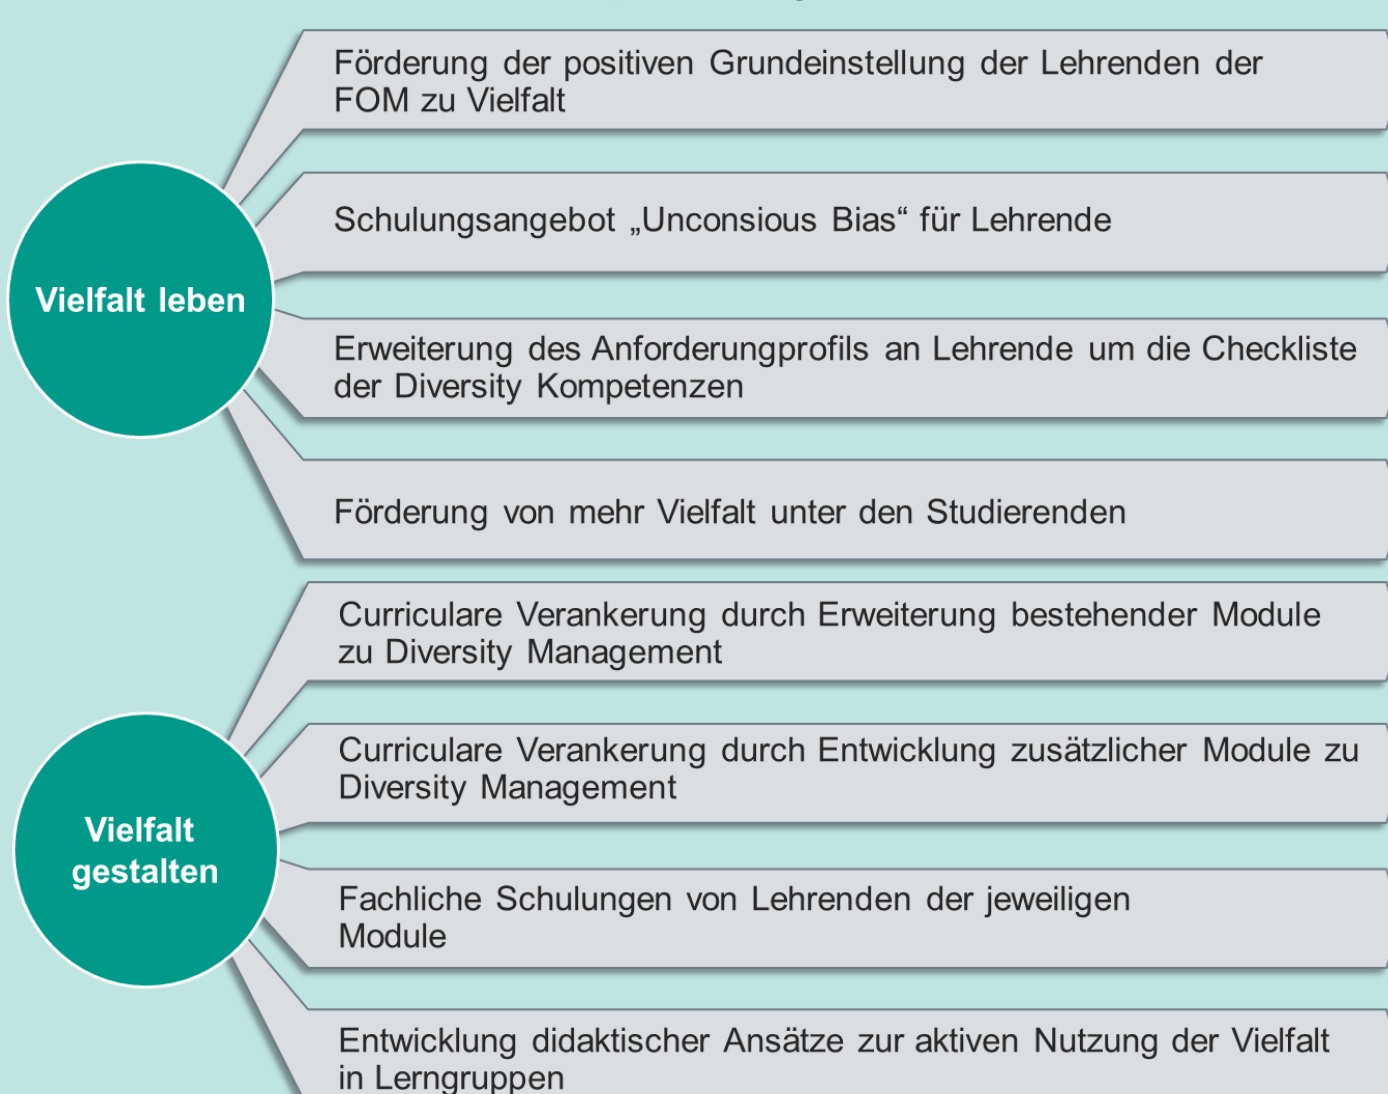 Förderung der positiven Grundeinstellung der Lehrenden der
FOM zu Vielfalt
Schulungsangebot „Unconsious Bias“ für Lehrende
Vielfalt leben
Erweiterung des Anforderungprofils an Lehrende um die Checkliste
der Diversity Kompetenzen
Förderung von mehr Vielfalt unter den Studierenden
Curriculare Verankerung durch Erweiterung bestehender Module
zu Diversity Management
Curriculare Verankerung durch Entwicklung zusätzlicher Module zu
Diversity Management
Vielfalt
gestalten
Fachliche Schulungen von Lehrenden der jeweiligen
Module
Entwicklung didaktischer Ansätze zur aktiven Nutzung der Vielfalt
in Lerngruppen